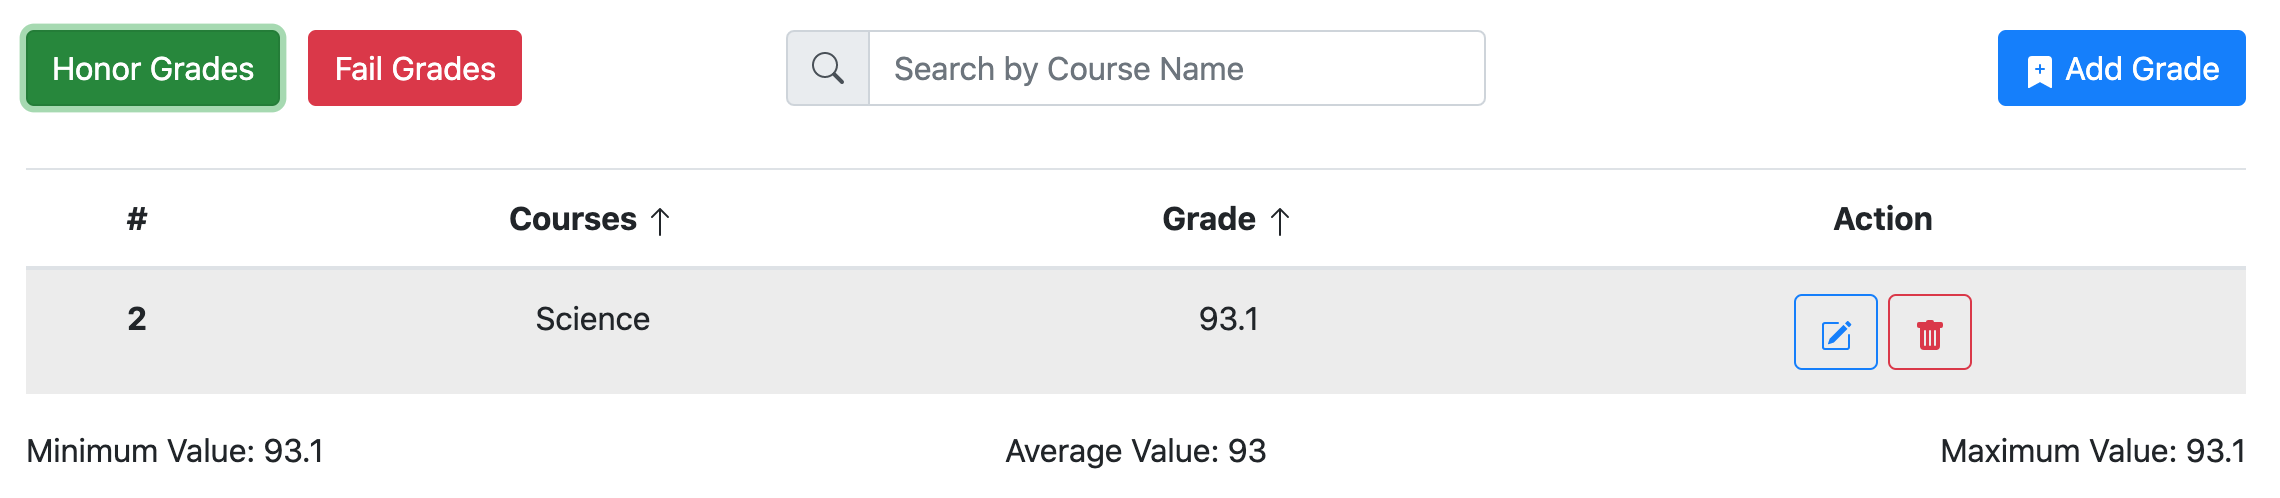 Honor Grades Fail Grades Search by Course Name Add Grade
# Courses ↑ Grade ↑ Action
2 Science 93.1
Minimum Value: 93.1 Average Value: 93 Maximum Value: 93.1